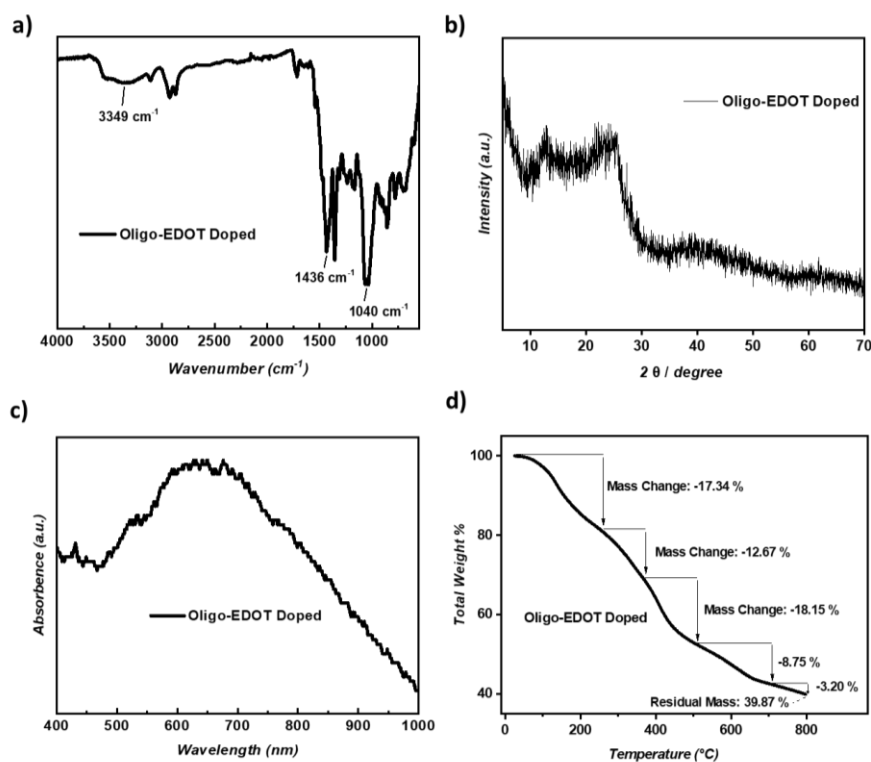 a)
3349 cm-1
Oligo-EDOT Doped
1436 cm-1
1040 cm-1
4000 3500 3000 2500 2000 1500 1000
Wavenumber (cm-1)
b)
Oligo-EDOT Doped
Intensity (a.u.)
10 20 30 40 50 60 70
2 θ / degree
c)
Absorbence (a.u.)
Oligo-EDOT Doped
400 500 600 700 800 900 1000
Wavelength (nm)
d)
Total Weight %
100
80
60
40
Mass Change: -17.34 %
Mass Change: -12.67 %
Mass Change: -18.15 %
Oligo-EDOT Doped
-8.75 %
-3.20 %
Residual Mass: 39.87 %
0 200 400 600 800
Temperature (°C)